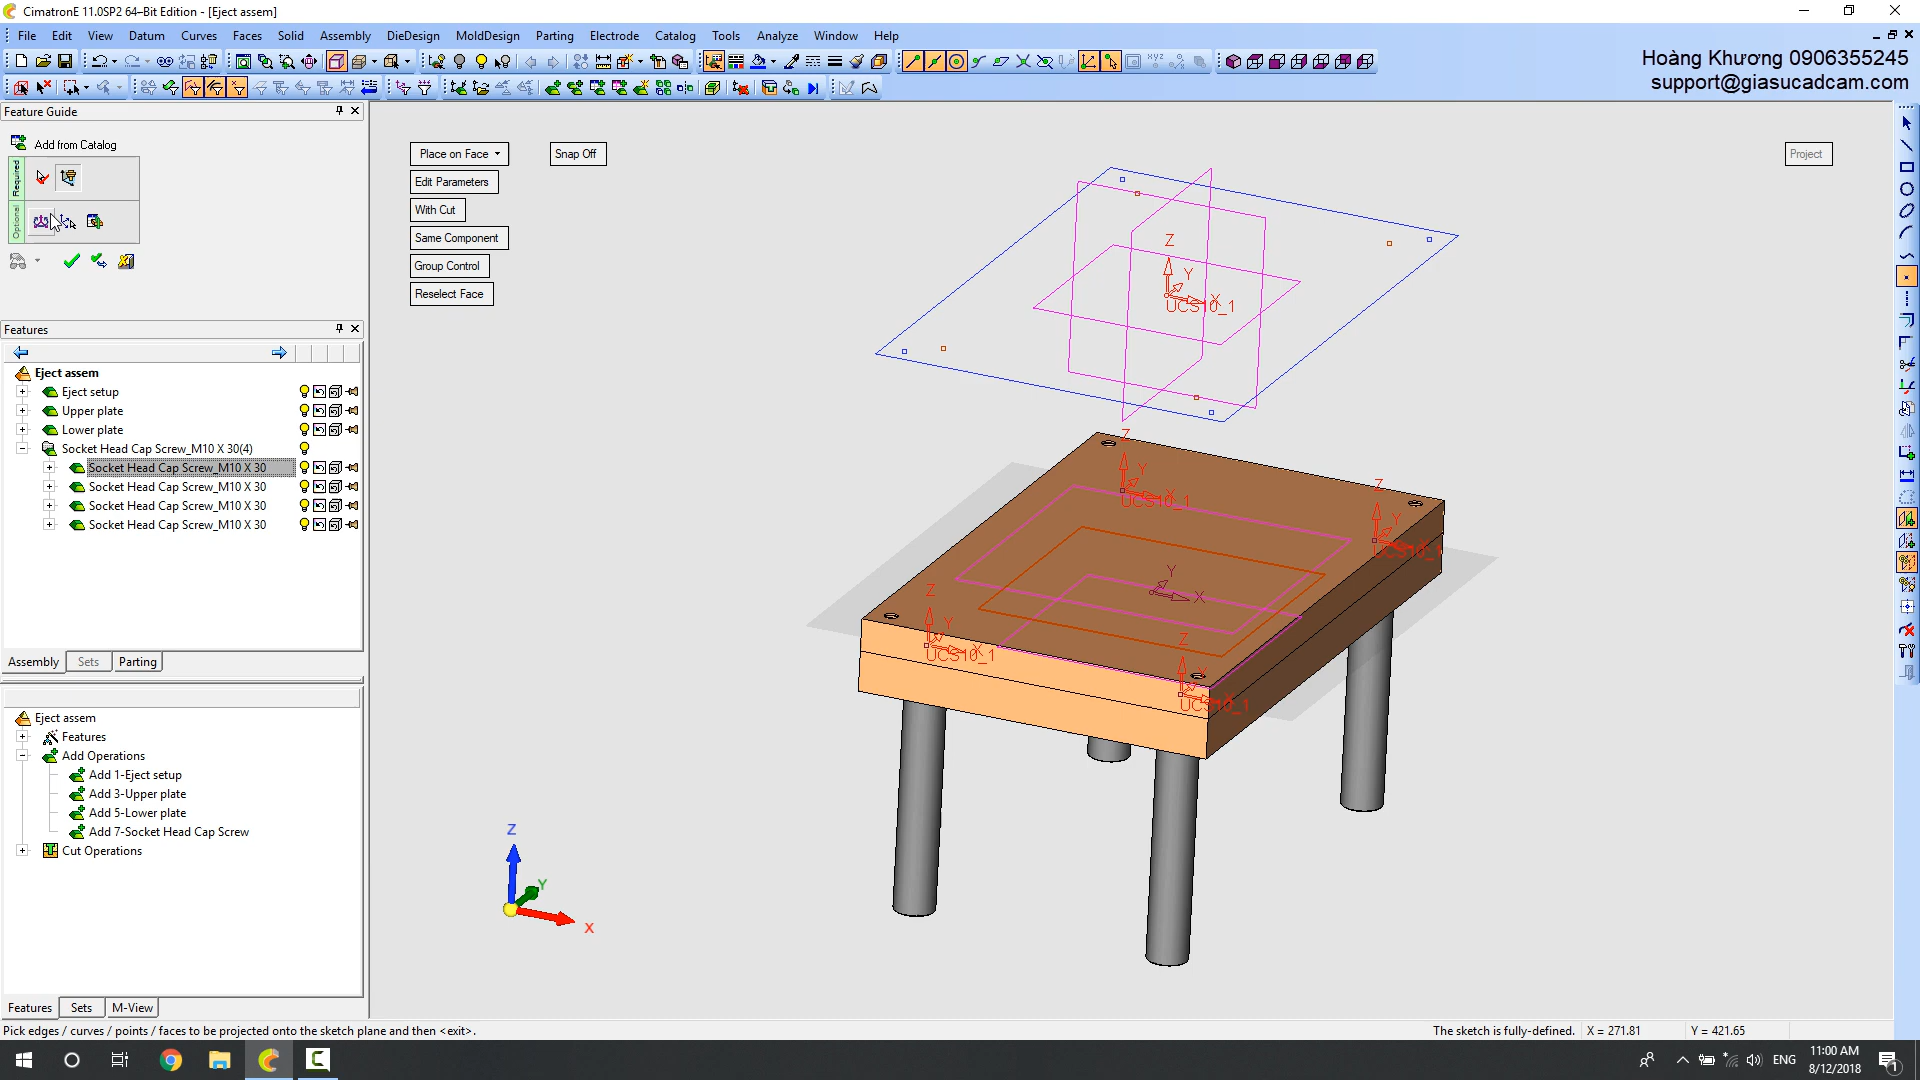 CimatronE 11.0SP2 64–Bit Edition - [Eject assem]
File Edit View Datum Curves Faces Solid Assembly DieDesign MoldDesign Parting Electrode Catalog Tools Analyze Window Help
Hoàng Khương 0906355245
support@giasucadcam.com
Feature Guide
Add from Catalog
Required
Optional
Place on Face
Snap Off
Project
Edit Parameters
With Cut
Same Component
Group Control
Reselect Face
Z
Y
X
UCS10_1
Features
Eject assem
Eject setup
Upper plate
Lower plate
Socket Head Cap Screw_M10 X 30(4)
Socket Head Cap Screw_M10 X 30
Socket Head Cap Screw_M10 X 30
Socket Head Cap Screw_M10 X 30
Socket Head Cap Screw_M10 X 30
Z
Y
X
UCS10_1
Z
Y
Y
X
Z
Y
X
UCS10_1
Z
Assembly Sets Parting
Eject assem
Features
Add Operations
Add 1-Eject setup
Add 3-Upper plate
Add 5-Lower plate
Add 7-Socket Head Cap Screw
Cut Operations
Z
Y
X
Features Sets M-View
Pick edges / curves / points / faces to be projected onto the sketch plane and then <exit>.
The sketch is fully-defined. X = 271.81 Y = 421.65
ENG
11:00 AM
8/12/2018
1